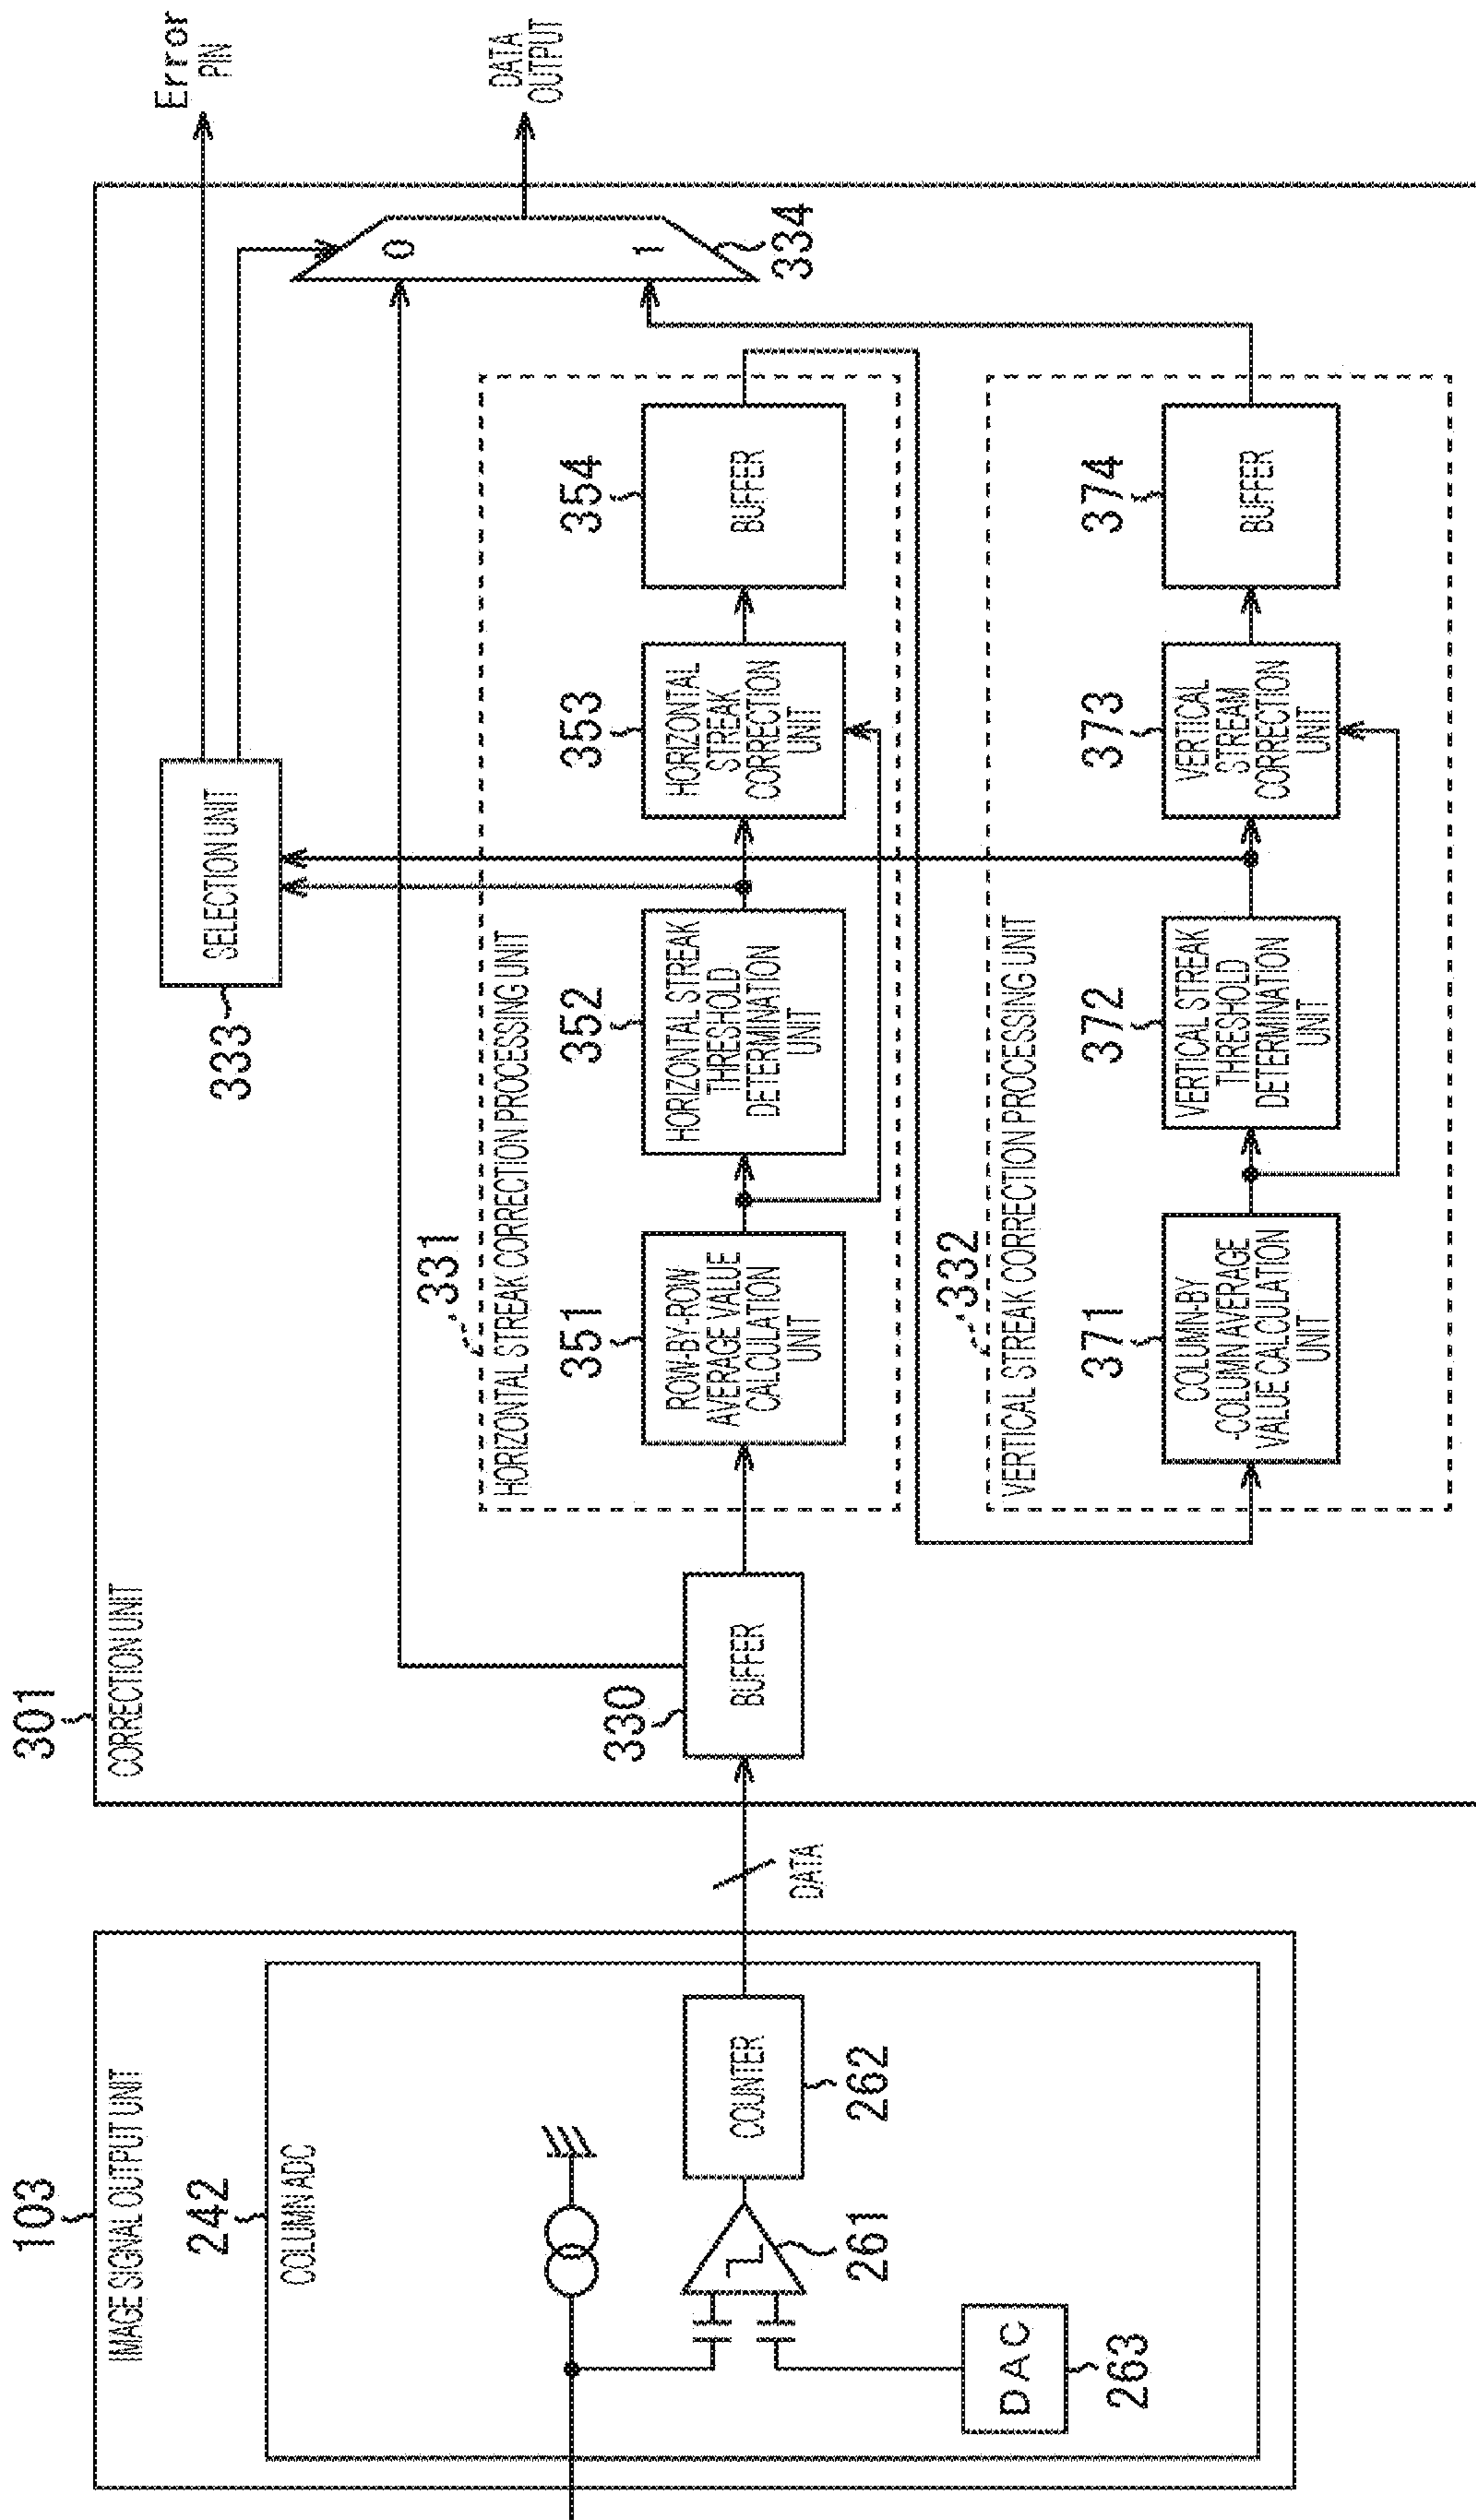 103
IMAGE SIGNAL OUTPUT UNIT
242
COLUMN ADC
261
COUNTER
262
DAC
263
DATA
301
CORRECTION UNIT
330
BUFFER
333
SELECTION UNIT
Error
PIN
331
HORIZONTAL STREAK CORRECTION PROCESSING UNIT
351
ROW-BY-ROW
AVERAGE VALUE
CALCULATION
UNIT
352
HORIZONTAL STREAK
THRESHOLD
DETERMINATION
UNIT
353
HORIZONTAL
STREAK
CORRECTION
UNIT
354
BUFFER
0
1
334
DATA
OUTPUT
332
VERTICAL STREAK CORRECTION PROCESSING UNIT
371
COLUMN-BY
-COLUMN AVERAGE
VALUE CALCULATION
UNIT
372
VERTICAL STREAK
THRESHOLD
DETERMINATION
UNIT
373
VERTICAL
STREAM
CORRECTION
UNIT
374
BUFFER